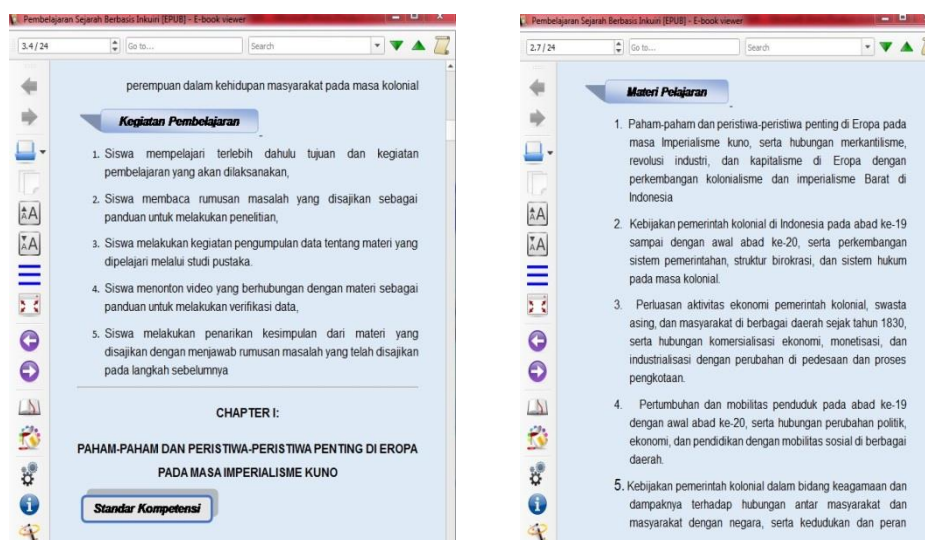 Pembelajaran Sejarah Berbasis Inkuiri [EPUB] - E-book viewer
3.4 / 24
Go to...
Search
perempuan dalam kehidupan masyarakat pada masa kolonial
Kegiatan Pembelajaran
1. Siswa mempelajari terlebih dahulu tujuan dan kegiatan
pembelajaran yang akan dilaksanakan,
2. Siswa membaca rumusan masalah yang disajikan sebagai
panduan untuk melakukan penelitian,
3. Siswa melakukan kegiatan pengumpulan data tentang materi yang
dipelajari melalui studi pustaka.
4. Siswa menonton video yang berhubungan dengan materi sebagai
panduan untuk melakukan verifikasi data,
5. Siswa melakukan penarikan kesimpulan dari materi yang
disajikan dengan menjawab rumusan masalah yang telah disajikan
pada langkah sebelumnya
CHAPTER I:
PAHAM-PAHAM DAN PERISTIWA-PERISTIWA PENTING DI EROPA
PADA MASA IMPERIALISME KUNO
Standar Kompetensi
Pembelajaran Sejarah Berbasis Inkuiri [EPUB] - E-book viewer
2.7 / 24
Go to...
Search
Materi Pelajaran
1. Paham-paham dan peristiwa-peristiwa penting di Eropa pada
masa Imperialisme kuno, serta hubungan merkantilisme,
revolusi industri, dan kapitalisme di Eropa dengan
perkembangan kolonialisme dan imperialisme Barat di
Indonesia
2. Kebijakan pemerintah kolonial di Indonesia pada abad ke-19
sampai dengan awal abad ke-20, serta perkembangan
sistem pemerintahan, struktur birokrasi, dan sistem hukum
pada masa kolonial.
3. Perluasan aktivitas ekonomi pemerintah kolonial, swasta
asing, dan masyarakat di berbagai daerah sejak tahun 1830,
serta hubungan komersialisasi ekonomi, monetisasi, dan
industrialisasi dengan perubahan di pedesaan dan proses
pengkotaan.
4. Pertumbuhan dan mobilitas penduduk pada abad ke-19
dengan awal abad ke-20, serta hubungan perubahan politik,
ekonomi, dan pendidikan dengan mobilitas sosial di berbagai
daerah.
5. Kebijakan pemerintah kolonial dalam bidang keagamaan dan
dampaknya terhadap hubungan antar masyarakat dan
masyarakat dengan negara, serta kedudukan dan peran